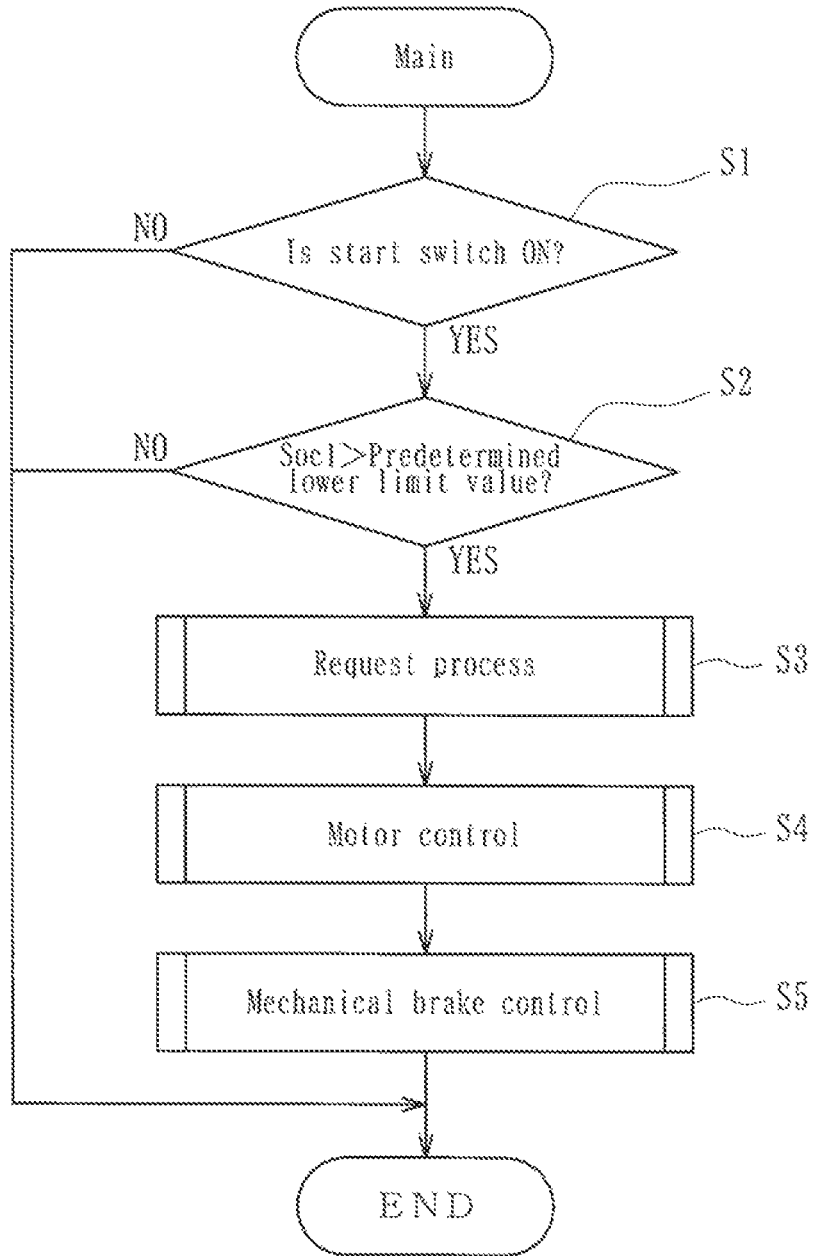 Main
S1
NO
Is start switch ON?
YES
S2
NO
Soc1>Predetermined
lower limit value?
YES
Request process
S3
Motor control
S4
Mechanical brake control
S5
END